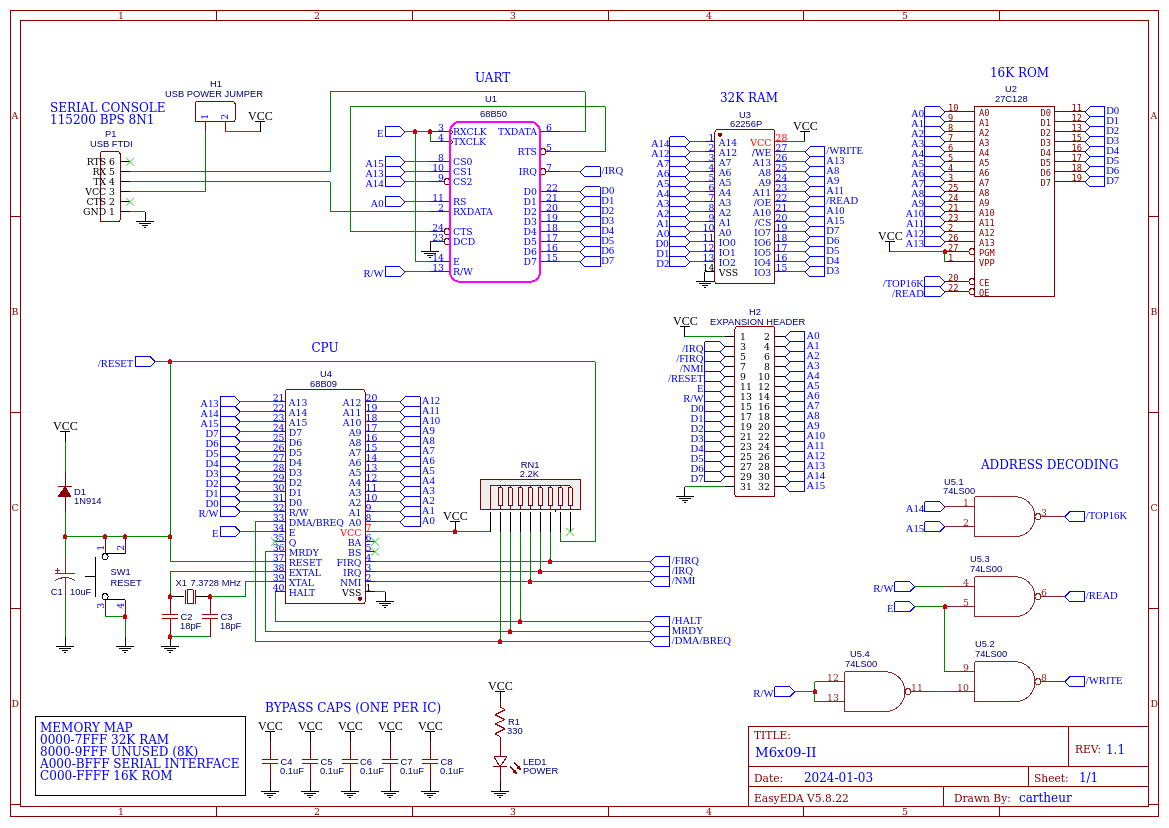 1 2 3 4 5
A
B
C
D
A
B
C
D
SERIAL CONSOLE
115200 BPS 8N1
P1
USB FTDI
RTS 6
RX 5
TX 4
VCC 3
CTS 2
GND 1
H1
USB POWER JUMPER
1 2
VCC
UART
U1
68B50
E
A15
A13
A14
A0
R/W
3 RXCLK
4 TXCLK
8 CS0
10 CS1
9 CS2
11 RS
2 RXDATA
24 CTS
23 DCD
14 E
13 R/W
TXDATA 6
RTS 5
IRQ 7 /IRQ
D0 22 D0
D1 21 D1
D2 20 D2
D3 19 D3
D4 18 D4
D5 17 D5
D6 16 D6
D7 15 D7
32K RAM
U3
62256P
A14 1 A14
A12 2 A12
A7 3 A7
A6 4 A6
A5 5 A5
A4 6 A4
A3 7 A3
A2 8 A2
A1 9 A1
A0 10 A0
D0 11 IO0
D1 12 IO1
D2 13 IO2
14 VSS
VCC
VCC 28
/WE 27 /WRITE
A13 26 A13
A8 25 A8
A9 24 A9
A11 23 A11
/OE 22 /READ
A10 21 A10
/CS 20 A15
IO7 19 D7
IO6 18 D6
IO5 17 D5
IO4 16 D4
IO3 15 D3
16K ROM
U2
27C128
A0 10 A0
A1 9 A1
A2 8 A2
A3 7 A3
A4 6 A4
A5 5 A5
A6 4 A6
A7 3 A7
A8 25 A8
A9 24 A9
A10 21 A10
A11 23 A11
A12 2 A12
A13 26 A13
VCC
27 PGM
1 VPP
/TOP16K 20 CE
/READ 22 OE
D0 11 D0
D1 12 D1
D2 13 D2
D3 15 D3
D4 16 D4
D5 17 D5
D6 18 D6
D7 19 D7
H2
EXPANSION HEADER
VCC
1 2 A0
/IRQ 3 4 A1
/FIRQ 5 6 A2
/NMI 7 8 A3
/RESET 9 10 A4
E 11 12 A5
R/W 13 14 A6
D0 15 16 A7
D1 17 18 A8
D2 19 20 A9
D3 21 22 A10
D4 23 24 A11
D5 25 26 A12
D6 27 28 A13
D7 29 30 A14
31 32 A15
/RESET
CPU
U4
68B09
A13 21 A13
A14 22 A14
A15 23 A15
D7 24 D7
D6 25 D6
D5 26 D5
D4 27 D4
D3 28 D3
D2 29 D2
D1 30 D1
D0 31 D0
R/W 32 R/W
33 DMA/BREQ
E 34 E
35 Q
36 MRDY
37 RESET
38 EXTAL
39 XTAL
40 HALT
A12 20 A12
A11 19 A11
A10 18 A10
A9 17 A9
A8 16 A8
A7 15 A7
A6 14 A6
A5 13 A5
A4 12 A4
A3 11 A3
A2 10 A2
A1 9 A1
A0 8 A0
VCC 7
BA 6
BS 5
FIRQ 4
IRQ 3
NMI 2
VSS 1
VCC
RN1
2.2K
/FIRQ
/IRQ
/NMI
/HALT
MRDY
/DMA/BREQ
VCC
D1
1N914
C1 10uF
1 2
SW1
RESET
3 4
X1 7.3728 MHz
C2
18pF
C3
18pF
ADDRESS DECODING
U5.1
74LS00
A14 1
A15 2
3 /TOP16K
U5.3
74LS00
R/W 4
E 5
6 /READ
U5.2
74LS00
9
10
8 /WRITE
U5.4
74LS00
R/W
12
13
11
BYPASS CAPS (ONE PER IC)
VCC VCC VCC VCC VCC
C4
0.1uF
C5
0.1uF
C6
0.1uF
C7
0.1uF
C8
0.1uF
VCC
R1
330
LED1
POWER
MEMORY MAP
0000-7FFF 32K RAM
8000-9FFF UNUSED (8K)
A000-BFFF SERIAL INTERFACE
C000-FFFF 16K ROM
TITLE:
M6x09-II
REV: 1.1
Date: 2024-01-03
Sheet: 1/1
EasyEDA V5.8.22
Drawn By: cartheur
1 2 3 4 5